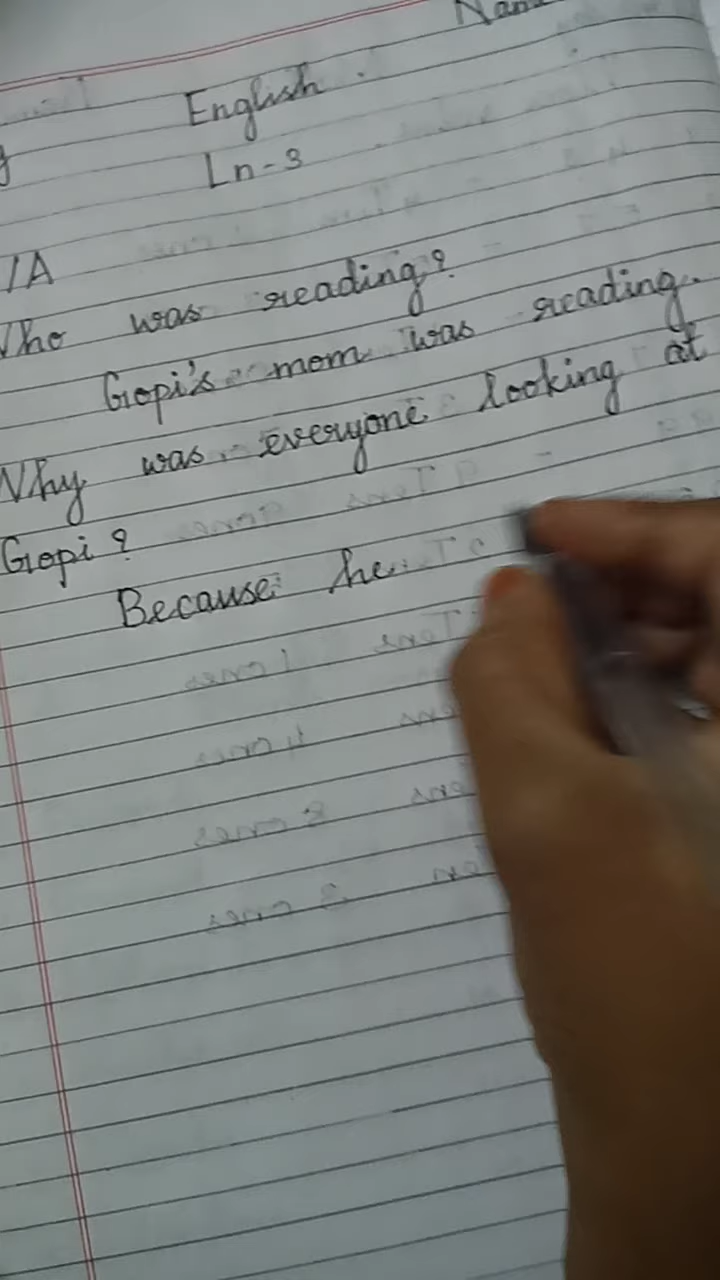 English
Ln-3
/A
Who was reading?
Gopi's mom was reading.
Why was everyone looking at
Gopi?
Because he